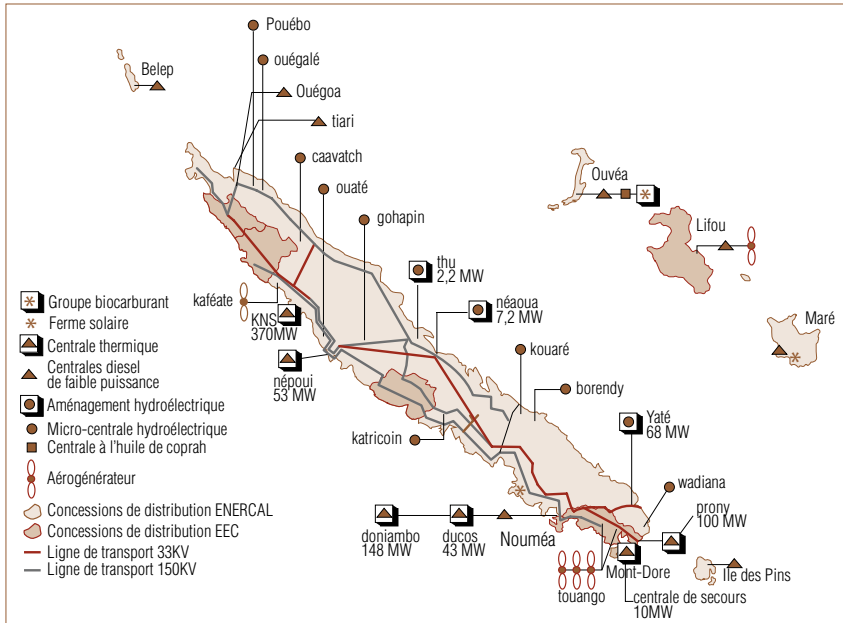 Pouébo
ouégalé
Belep
Ouégoa
tiari
caavatch
ouaté
gohapin
Ouvéa
Lifou
thu
2,2 MW
néaoua
7,2 MW
Maré
kaféate
KNS
370MW
népoui
53 MW
kouaré
borendy
katricoin
Yaté
68 MW
wadiana
prony
100 MW
doniambo
148 MW
ducos
43 MW
Nouméa
Mont-Dore
Ile des Pins
touango
centrale de secours
10MW
Groupe biocarburant
Ferme solaire
Centrale thermique
Centrales diesel
de faible puissance
Aménagement hydroélectrique
Micro-centrale hydroélectrique
Centrale à l'huile de coprah
Aérogénérateur
Concessions de distribution ENERCAL
Concessions de distribution EEC
Ligne de transport 33KV
Ligne de transport 150KV